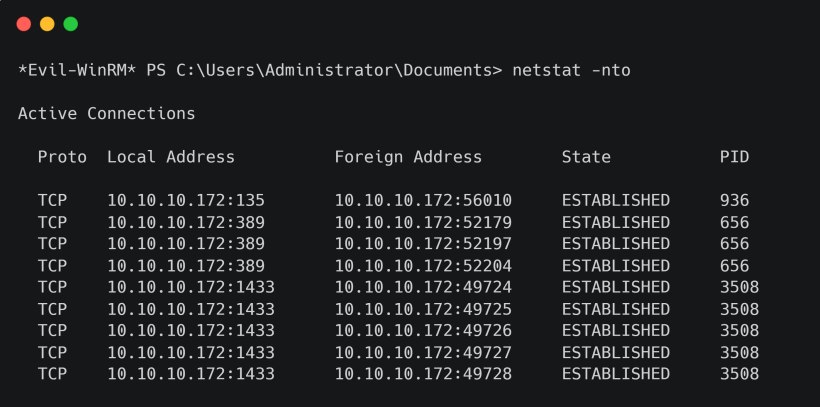 *Evil-WinRM* PS C:\Users\Administrator\Documents> netstat -nto
Active Connections
Proto  Local Address          Foreign Address        State           PID
TCP    10.10.10.172:135       10.10.10.172:56010     ESTABLISHED     936
TCP    10.10.10.172:389       10.10.10.172:52179     ESTABLISHED     656
TCP    10.10.10.172:389       10.10.10.172:52197     ESTABLISHED     656
TCP    10.10.10.172:389       10.10.10.172:52204     ESTABLISHED     656
TCP    10.10.10.172:1433      10.10.10.172:49724     ESTABLISHED     3508
TCP    10.10.10.172:1433      10.10.10.172:49725     ESTABLISHED     3508
TCP    10.10.10.172:1433      10.10.10.172:49726     ESTABLISHED     3508
TCP    10.10.10.172:1433      10.10.10.172:49727     ESTABLISHED     3508
TCP    10.10.10.172:1433      10.10.10.172:49728     ESTABLISHED     3508